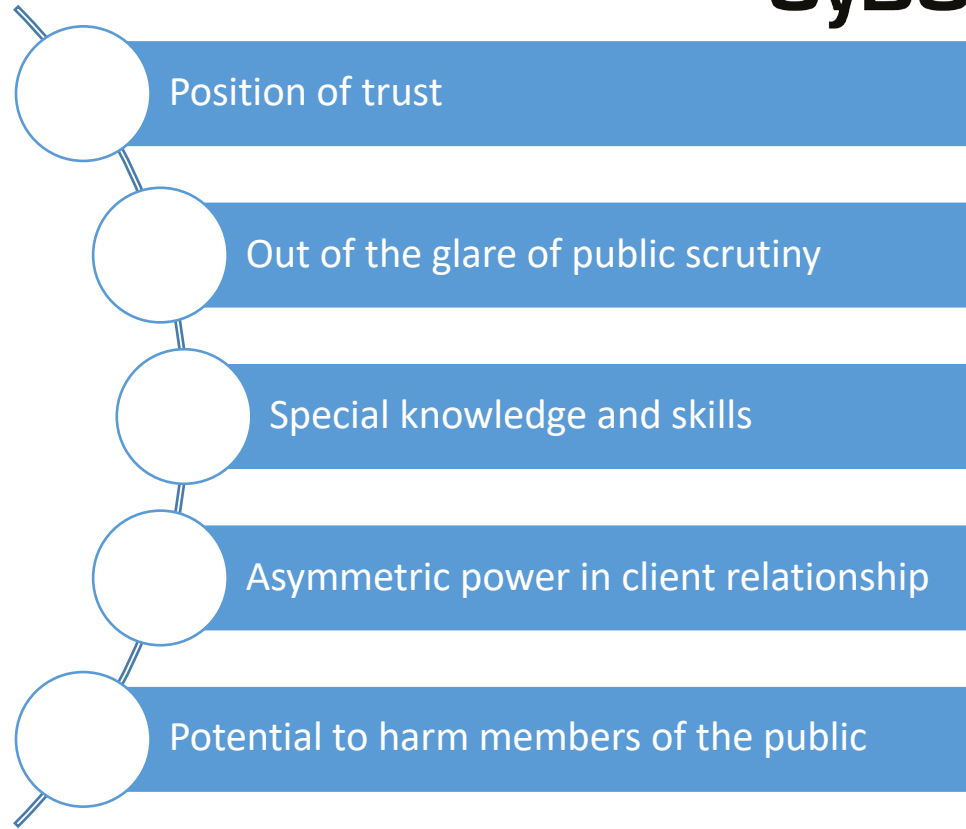 Position of trust
Out of the glare of public scrutiny
Special knowledge and skills
Asymmetric power in client relationship
Potential to harm members of the public